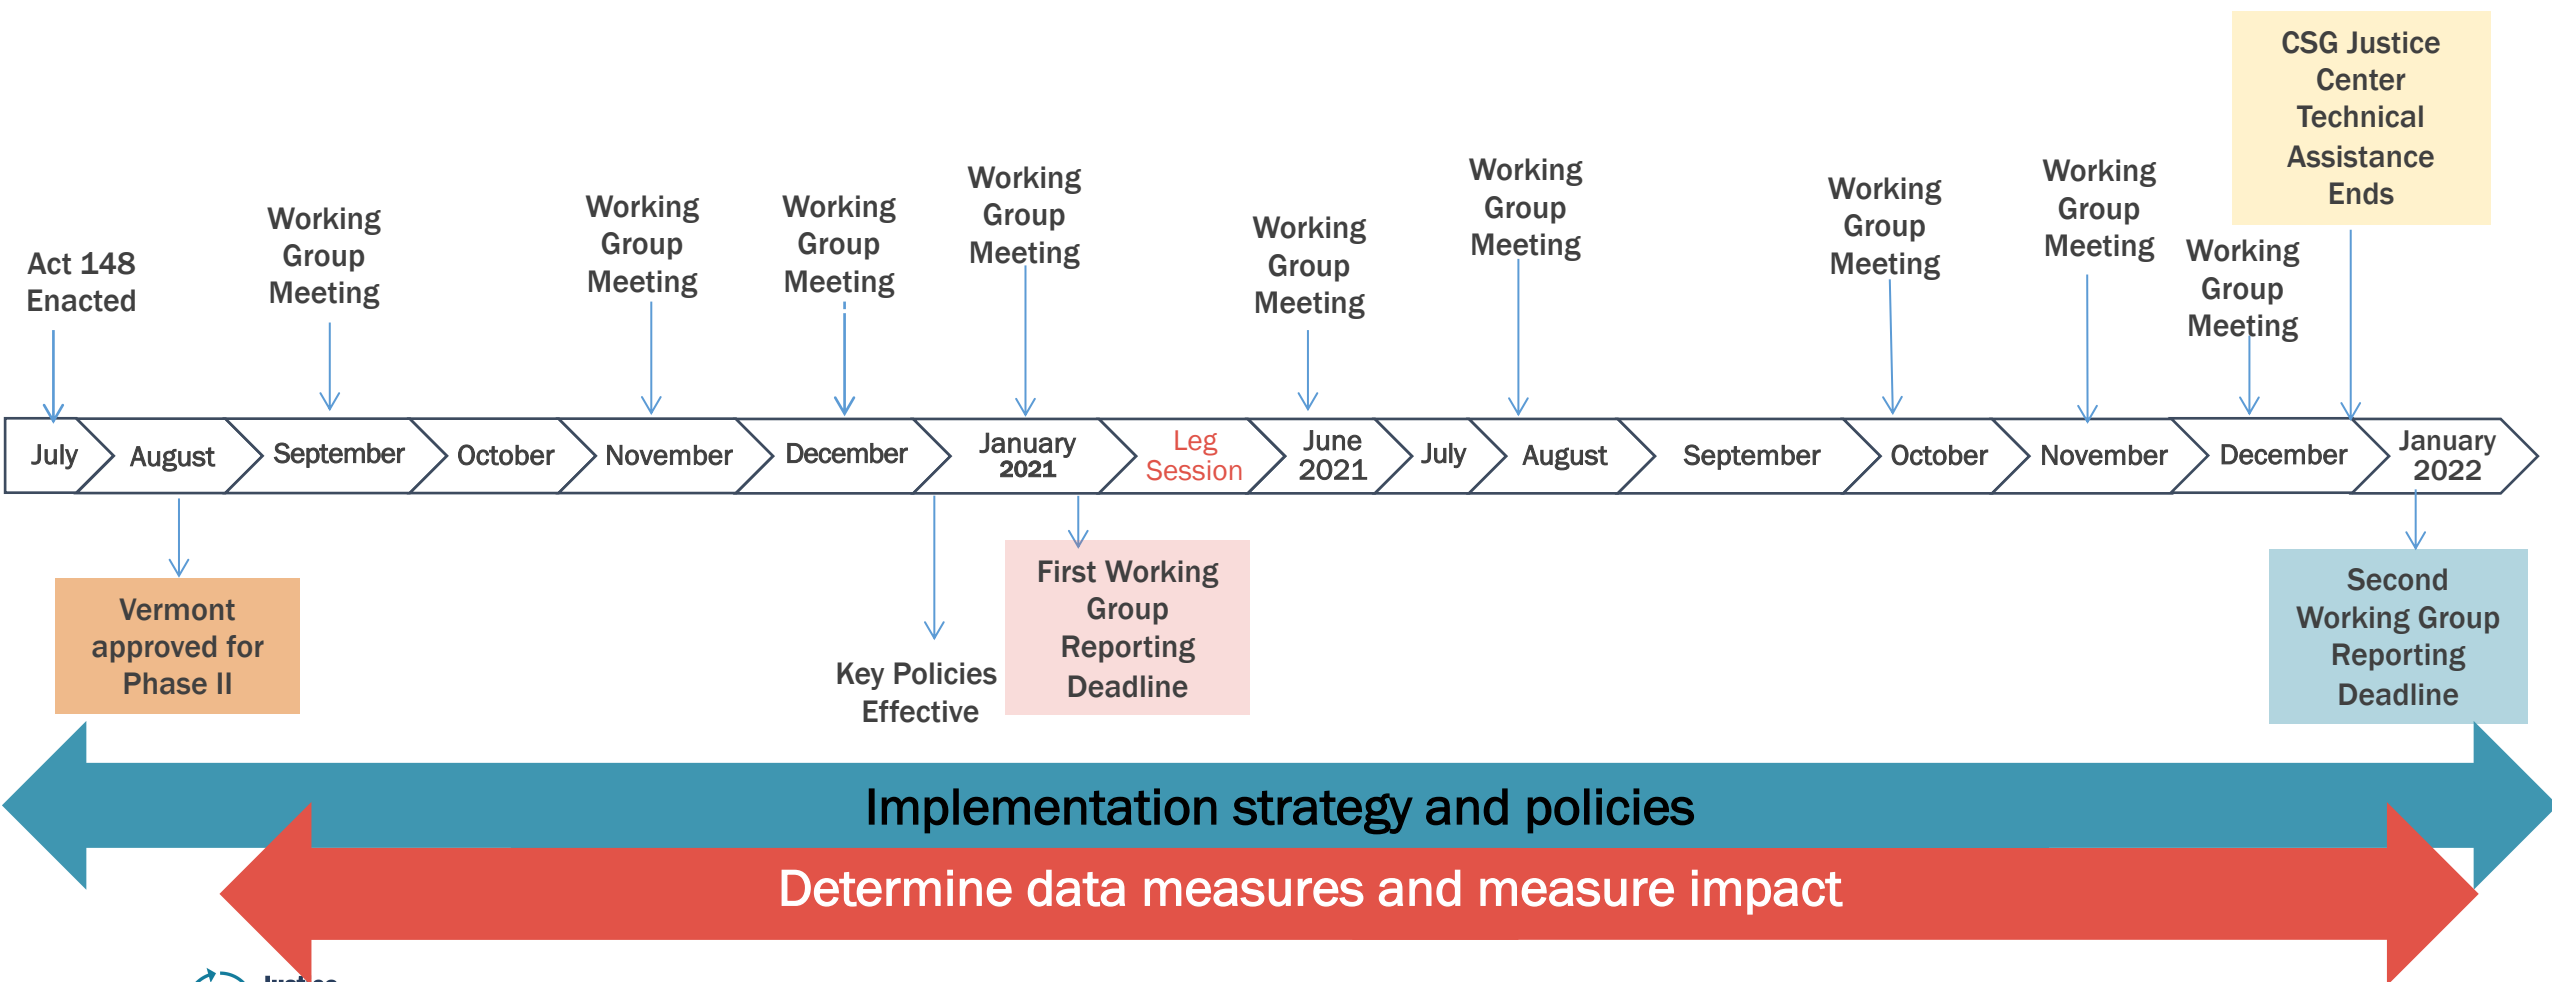 CSG Justice
Center
Technical
Assistance
Ends
Act 148
Enacted
Working
Group
Meeting
Working
Group
Meeting
Working
Group
Meeting
Working
Group
Meeting
Working
Group
Meeting
Working
Group
Meeting
Working
Group
Meeting
Working
Group
Meeting
Working
Group
Meeting
July
August
September
October
November
December
January
2021
Leg
Session
June
2021
July
August
September
October
November
December
January
2022
Vermont
approved for
Phase II
Key Policies
Effective
First Working
Group
Reporting
Deadline
Second
Working Group
Reporting
Deadline
Implementation strategy and policies
Determine data measures and measure impact
Justice